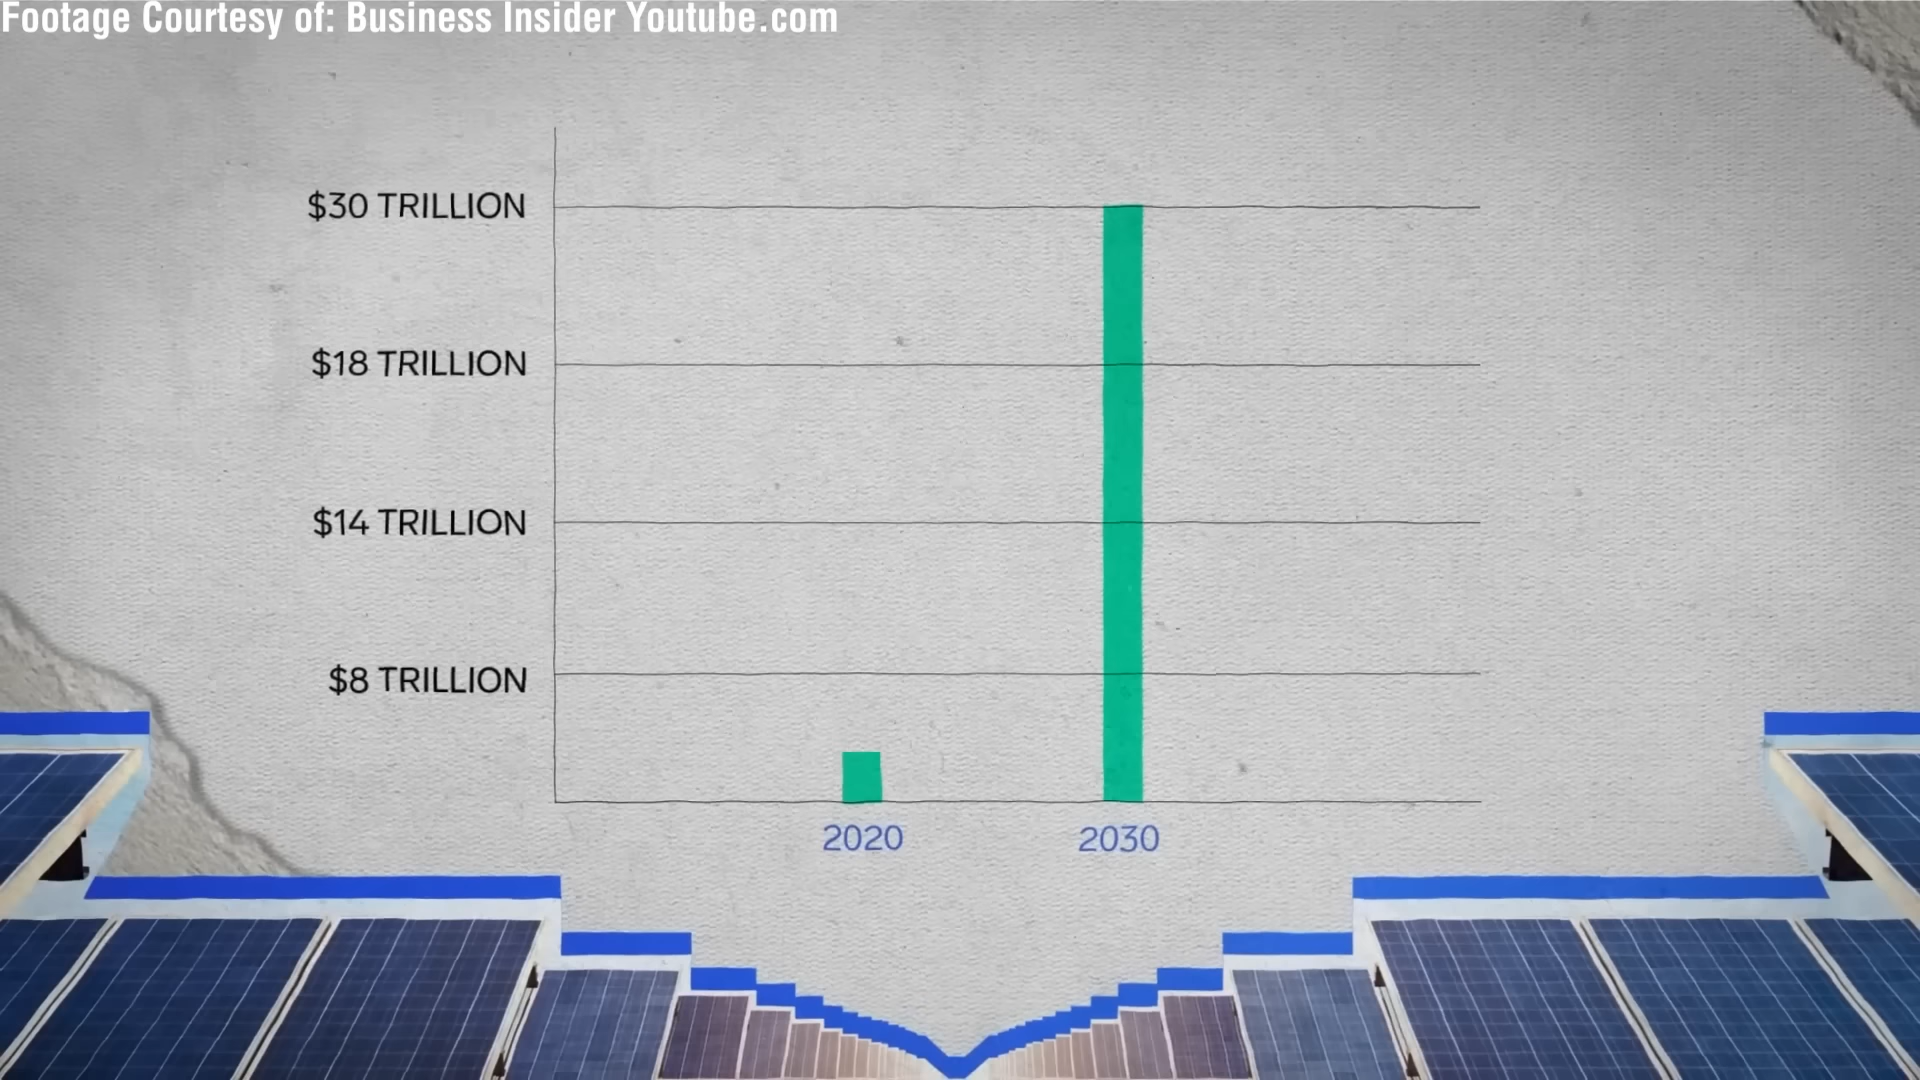 Footage Courtesy of: Business Insider Youtube.com
$30 TRILLION
$18 TRILLION
$14 TRILLION
$8 TRILLION
2020 2030